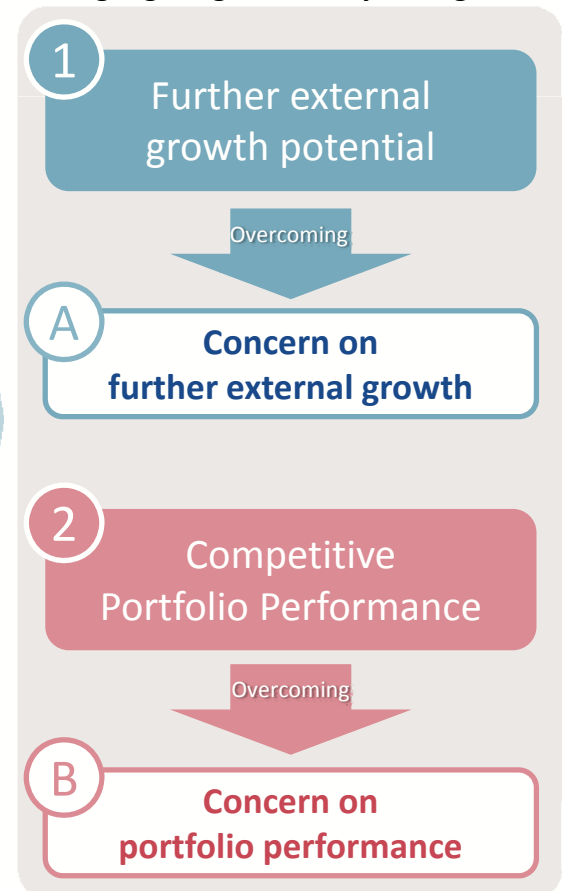 1
Further external
growth potential
Overcoming
A
Concern on
further external growth
2
Competitive
Portfolio Performance
Overcoming
B
Concern on
portfolio performance